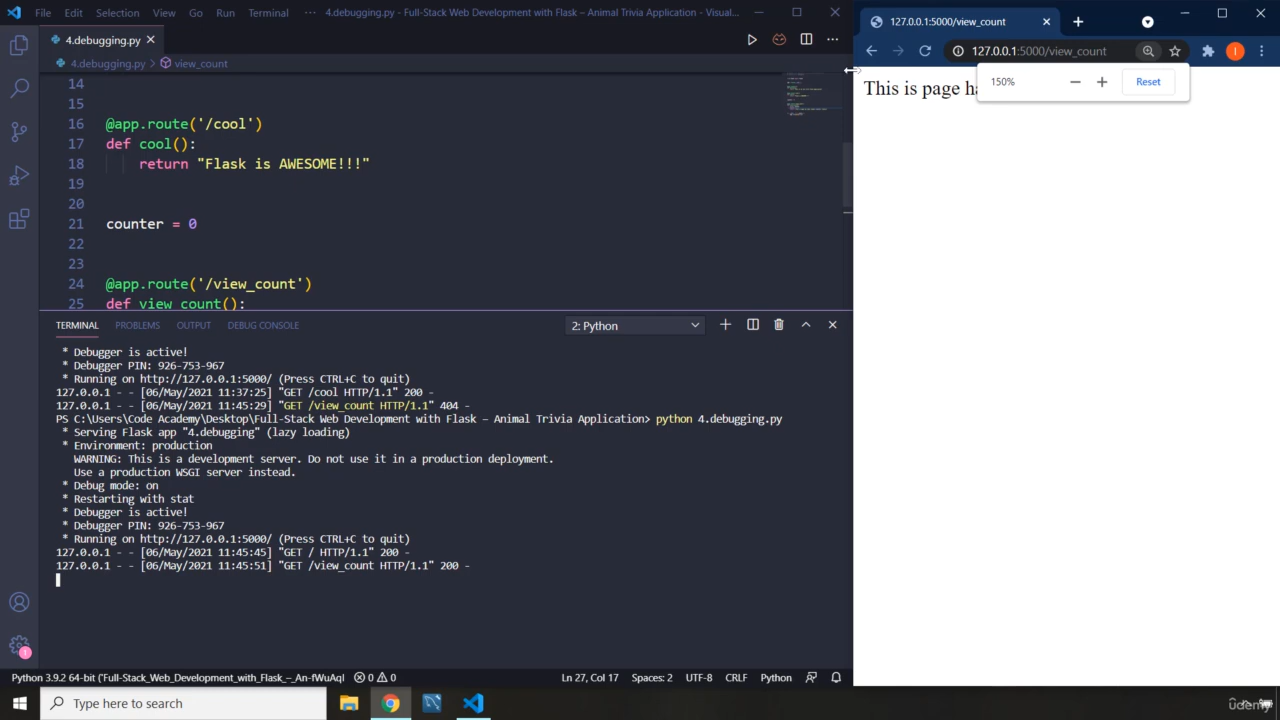 File Edit Selection View Go Run Terminal ··· 4.debugging.py - Full-Stack Web Development with Flask – Animal Trivia Application - Visual...
4.debugging.py
4.debugging.py > view_count
14
15
16 @app.route('/cool')
17 def cool():
18 return "Flask is AWESOME!!!"
19
20
21 counter = 0
22
23
24 @app.route('/view_count')
25 def view_count():
TERMINAL PROBLEMS OUTPUT DEBUG CONSOLE 2: Python
* Debugger is active!
* Debugger PIN: 926-753-967
* Running on http://127.0.0.1:5000/ (Press CTRL+C to quit)
127.0.0.1 - - [06/May/2021 11:37:25] "GET /cool HTTP/1.1" 200 -
127.0.0.1 - - [06/May/2021 11:45:29] "GET /view_count HTTP/1.1" 404 -
PS C:\Users\Code Academy\Desktop\Full-Stack Web Development with Flask – Animal Trivia Application> python 4.debugging.py
* Serving Flask app "4.debugging" (lazy loading)
* Environment: production
WARNING: This is a development server. Do not use it in a production deployment.
Use a production WSGI server instead.
* Debug mode: on
* Restarting with stat
* Debugger is active!
* Debugger PIN: 926-753-967
* Running on http://127.0.0.1:5000/ (Press CTRL+C to quit)
127.0.0.1 - - [06/May/2021 11:45:45] "GET / HTTP/1.1" 200 -
127.0.0.1 - - [06/May/2021 11:45:51] "GET /view_count HTTP/1.1" 200 -
1
Python 3.9.2 64-bit ('Full-Stack_Web_Development_with_Flask_–_An-fWuAqI 0 0 Ln 27, Col 17 Spaces: 2 UTF-8 CRLF Python
Type here to search
127.0.0.1:5000/view_count
127.0.0.1:5000/view_count I
This is page ha
150% Reset
udemy